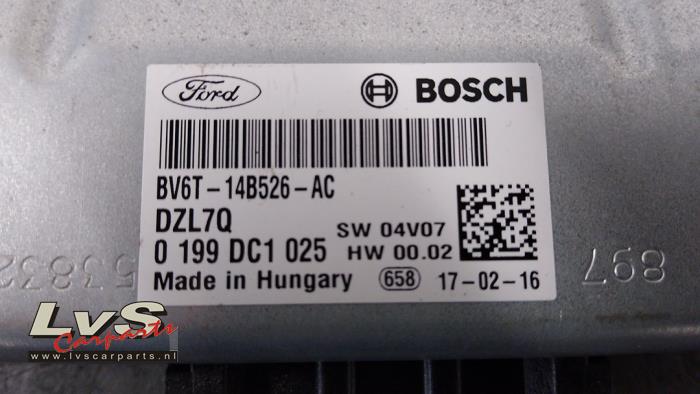 Ford
BOSCH
BV6T-14B526-AC
DZL7Q
SW 04V07
0 199 DC1 025
HW 00.02
Made in Hungary
658
17-02-16
53832
897
LvS
Carparts
www.lvscarparts.nl